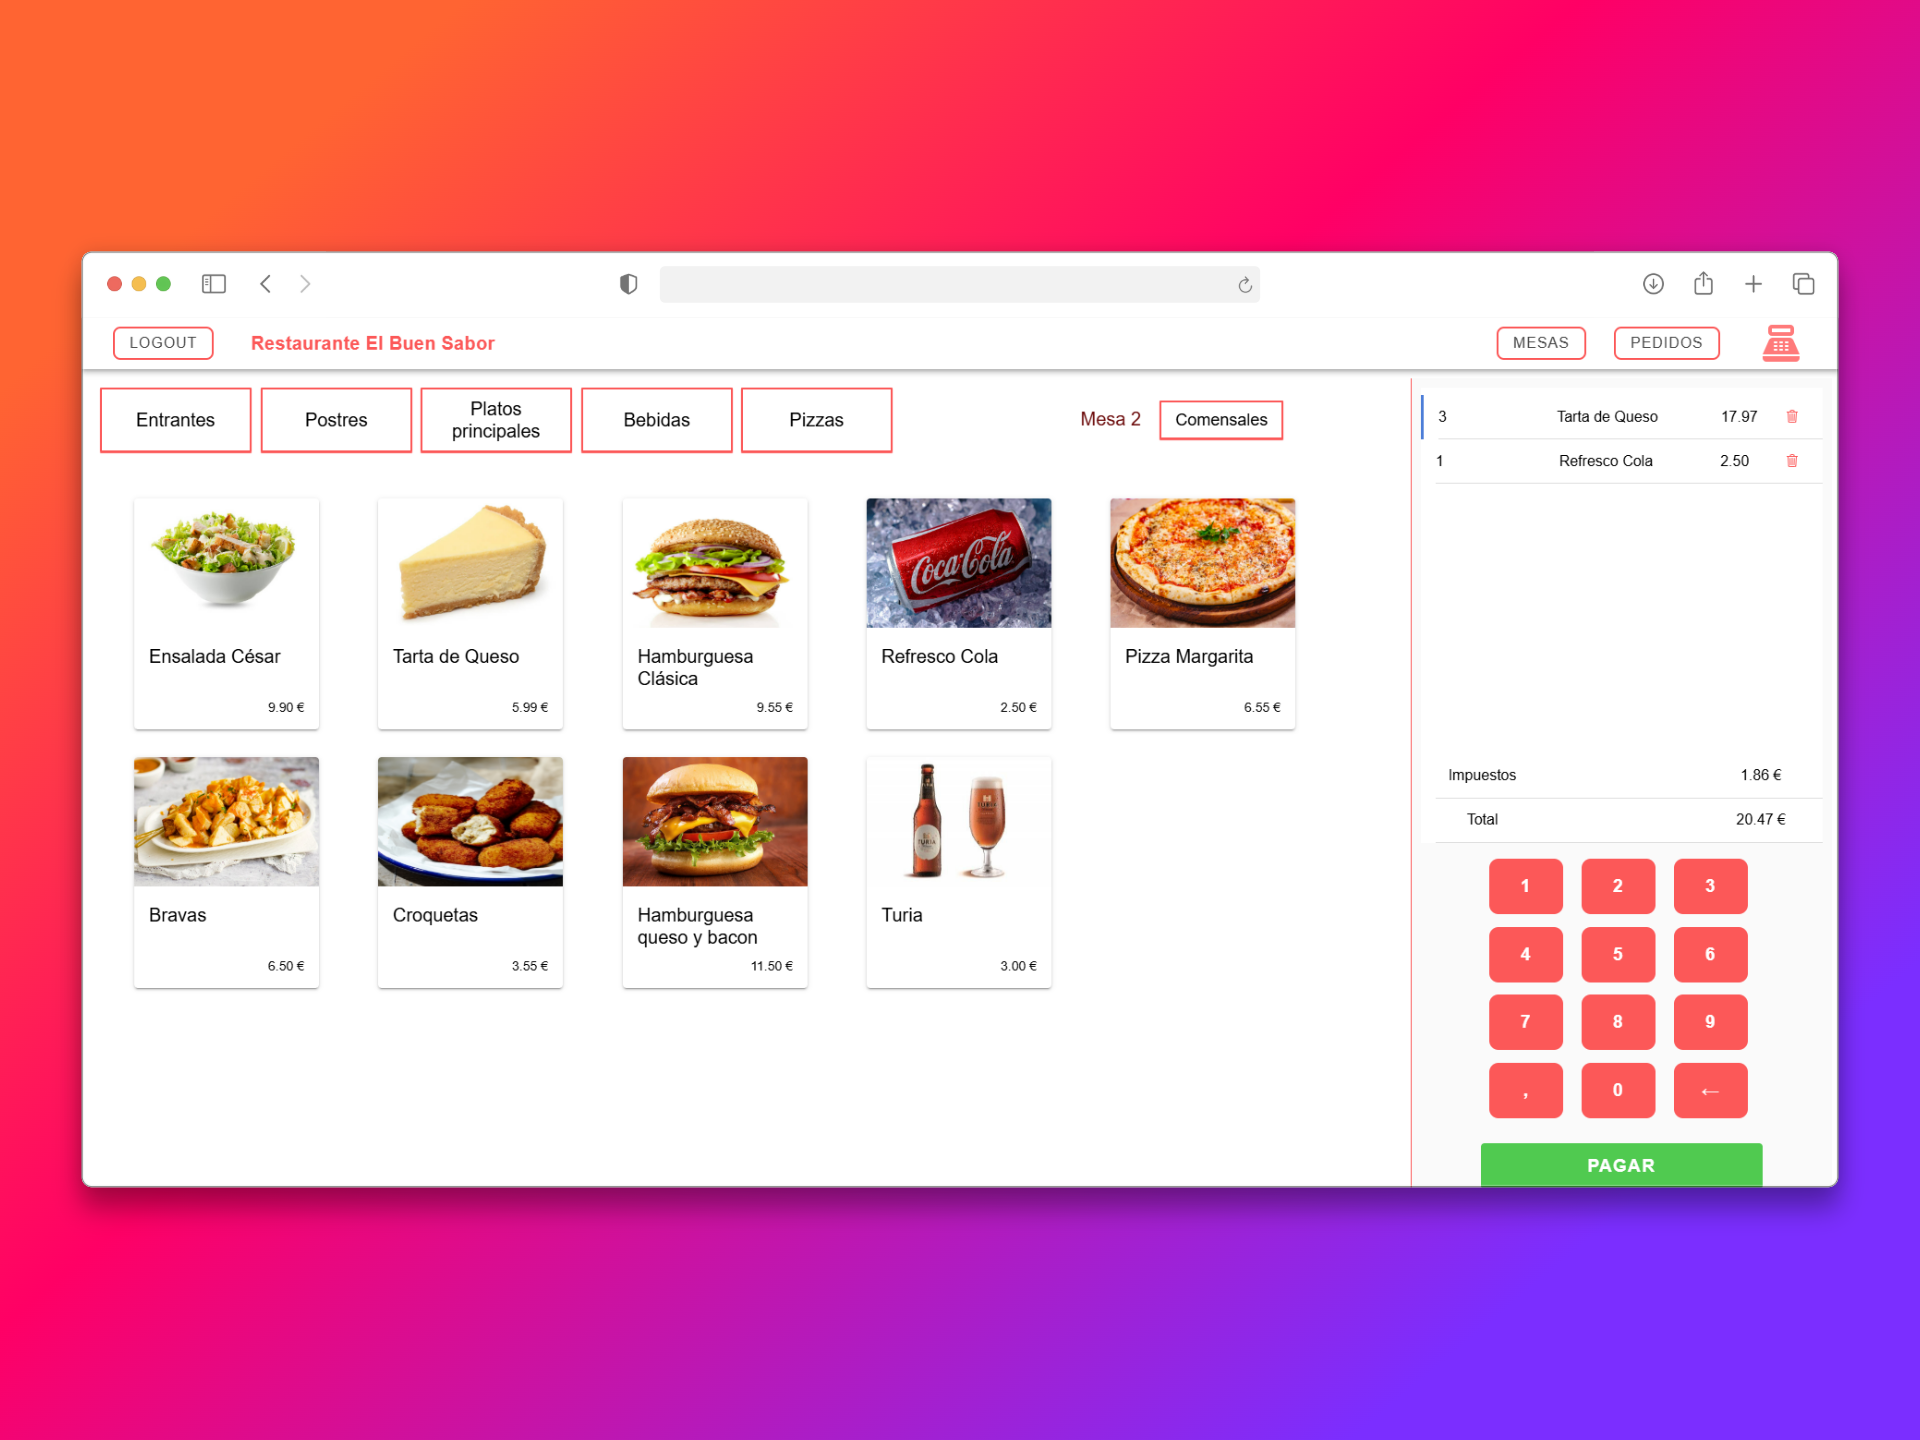 LOGOUT
Restaurante El Buen Sabor
MESAS
PEDIDOS
Entrantes
Postres
Platos
principales
Bebidas
Pizzas
Mesa 2
Comensales
3 Tarta de Queso 17.97
1 Refresco Cola 2.50
Coca-Cola
Ensalada César
9.90 €
Tarta de Queso
5.99 €
Hamburguesa
Clásica
9.55 €
Refresco Cola
2.50 €
Pizza Margarita
6.55 €
TURIA
TURIA
Bravas
6.50 €
Croquetas
3.55 €
Hamburguesa
queso y bacon
11.50 €
Turia
3.00 €
Impuestos 1.86 €
Total 20.47 €
1 2 3
4 5 6
7 8 9
, 0 ←
PAGAR